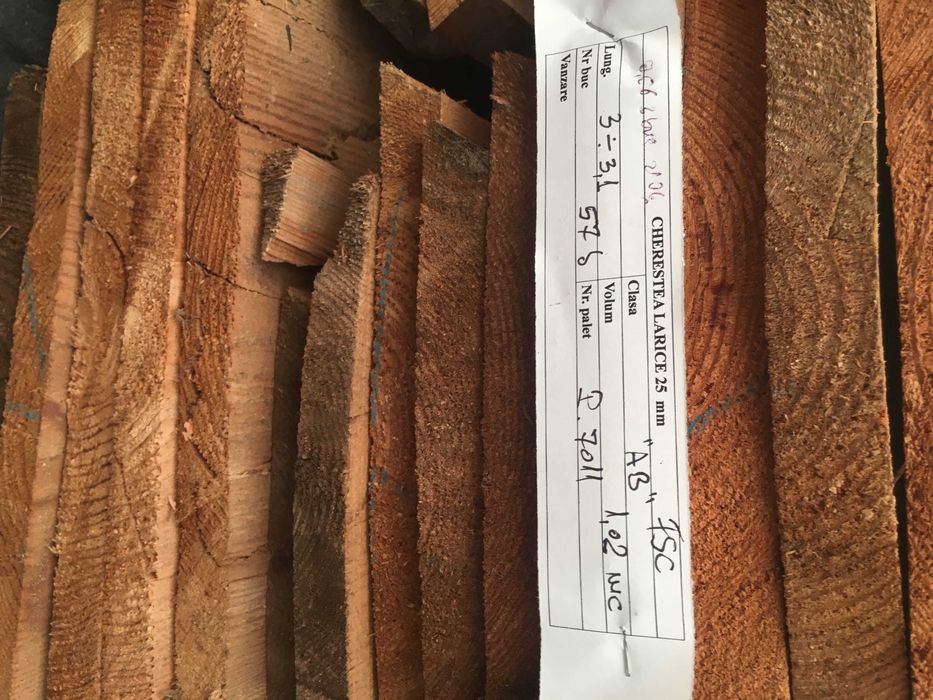 CHERESTEA LARICE 25 mm FSC
Clasa "AB"
Lung. 3 ÷ 3,1 Volum 1,02 mc
Nr buc 57 Nr. palet P. 7011
Vanzare